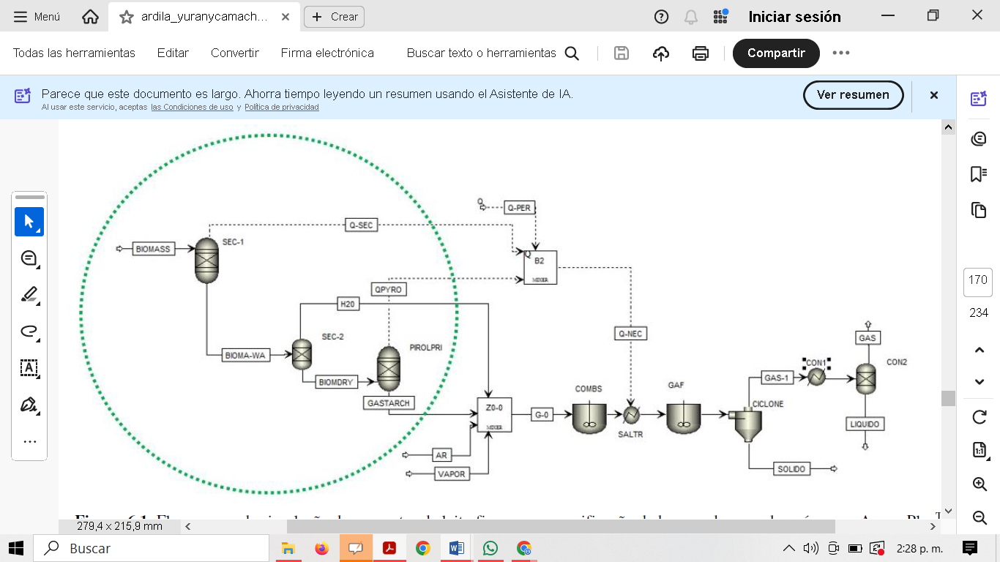 Menú
ardila_yuranycamach...
Crear
Iniciar sesión
Todas las herramientas
Editar
Convertir
Firma electrónica
Buscar texto o herramientas
Compartir
Parece que este documento es largo. Ahorra tiempo leyendo un resumen usando el Asistente de IA.
Al usar este servicio, aceptas las Condiciones de uso y Política de privacidad
Ver resumen
Q
Q-PER
Q-SEC
SEC-1
BIOMASS
Q
B2
MIXER
QPYRO
H20
SEC-2
PIROLPRI
BIOMA-WA
BIOMDRY
GASTARCH
Q-NEC
GAS
CON2
CON1
GAS-1
COMBS
GAF
CICLONE
Z0-0
MIXER
G-0
SALTR
LIQUIDO
AR
VAPOR
SOLIDO
170
234
1:1
A
279,4 x 215,9 mm
Buscar
2:28 p. m.